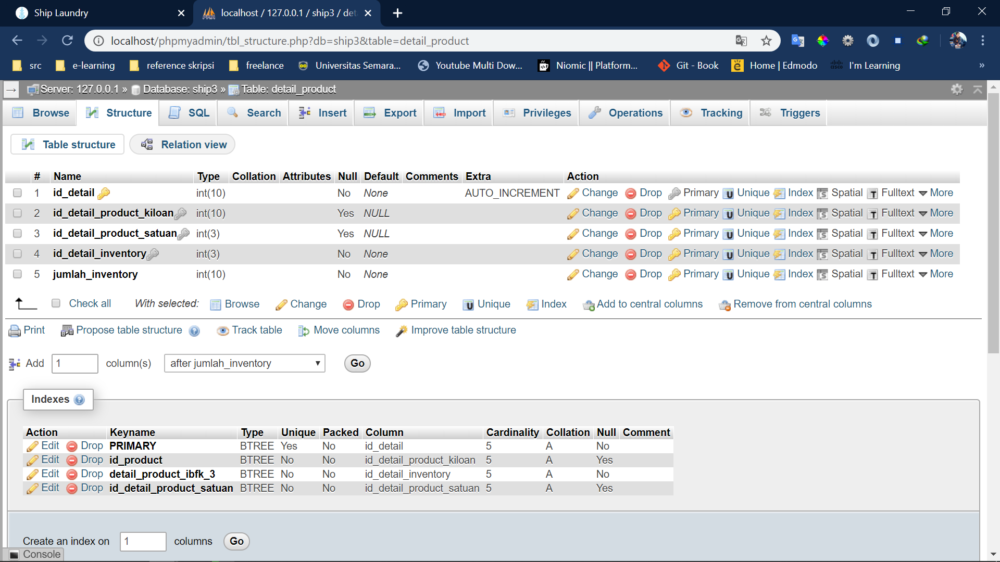 Ship Laundry
localhost / 127.0.0.1 / ship3 / det
localhost/phpmyadmin/tbl_structure.php?db=ship3&table=detail_product
src e-learning reference skripsi freelance Universitas Semara... Youtube Multi Dow... Niomic || Platform... Git - Book Home | Edmodo I'm Learning »
Server: 127.0.0.1 » Database: ship3 » Table: detail_product
Browse Structure SQL Search Insert Export Import Privileges Operations Tracking Triggers
Table structure Relation view
# Name Type Collation Attributes Null Default Comments Extra Action
1 id_detail int(10) No None AUTO_INCREMENT Change Drop Primary Unique Index Spatial Fulltext More
2 id_detail_product_kiloan int(10) Yes NULL Change Drop Primary Unique Index Spatial Fulltext More
3 id_detail_product_satuan int(3) Yes NULL Change Drop Primary Unique Index Spatial Fulltext More
4 id_detail_inventory int(3) No None Change Drop Primary Unique Index Spatial Fulltext More
5 jumlah_inventory int(10) No None Change Drop Primary Unique Index Spatial Fulltext More
Check all With selected: Browse Change Drop Primary Unique Index Add to central columns Remove from central columns
Print Propose table structure Track table Move columns Improve table structure
Add 1 column(s) after jumlah_inventory Go
Indexes
Action Keyname Type Unique Packed Column Cardinality Collation Null Comment
Edit Drop PRIMARY BTREE Yes No id_detail 5 A No
Edit Drop id_product BTREE No No id_detail_product_kiloan 5 A Yes
Edit Drop detail_product_ibfk_3 BTREE No No id_detail_inventory 5 A No
Edit Drop id_detail_product_satuan BTREE No No id_detail_product_satuan 5 A Yes
Create an index on 1 columns Go
Console